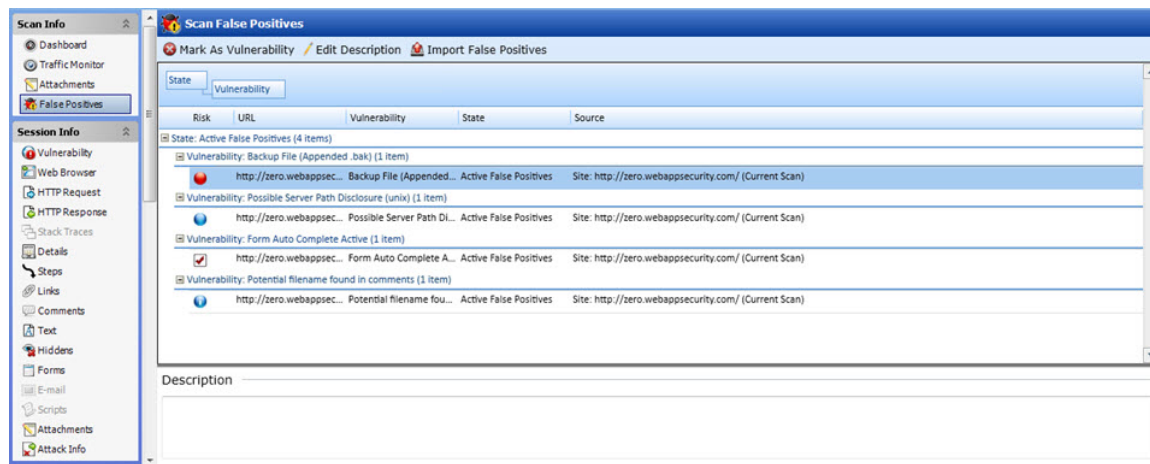 Scan Info
Dashboard
Traffic Monitor
Attachments
False Positives
Session Info
Vulnerability
Web Browser
HTTP Request
HTTP Response
Stack Traces
Details
Steps
Links
Comments
Text
Hiddens
Forms
E-mail
Scripts
Attachments
Attack Info
Scan False Positives
Mark As Vulnerability Edit Description Import False Positives
State
Vulnerability
Risk URL Vulnerability State Source
State: Active False Positives (4 items)
Vulnerability: Backup File (Appended .bak) (1 item)
http://zero.webappsec... Backup File (Appended... Active False Positives Site: http://zero.webappsecurity.com/ (Current Scan)
Vulnerability: Possible Server Path Disclosure (unix) (1 item)
http://zero.webappsec... Possible Server Path Di... Active False Positives Site: http://zero.webappsecurity.com/ (Current Scan)
Vulnerability: Form Auto Complete Active (1 item)
http://zero.webappsec... Form Auto Complete A... Active False Positives Site: http://zero.webappsecurity.com/ (Current Scan)
Vulnerability: Potential filename found in comments (1 item)
http://zero.webappsec... Potential filename fou... Active False Positives Site: http://zero.webappsecurity.com/ (Current Scan)
Description